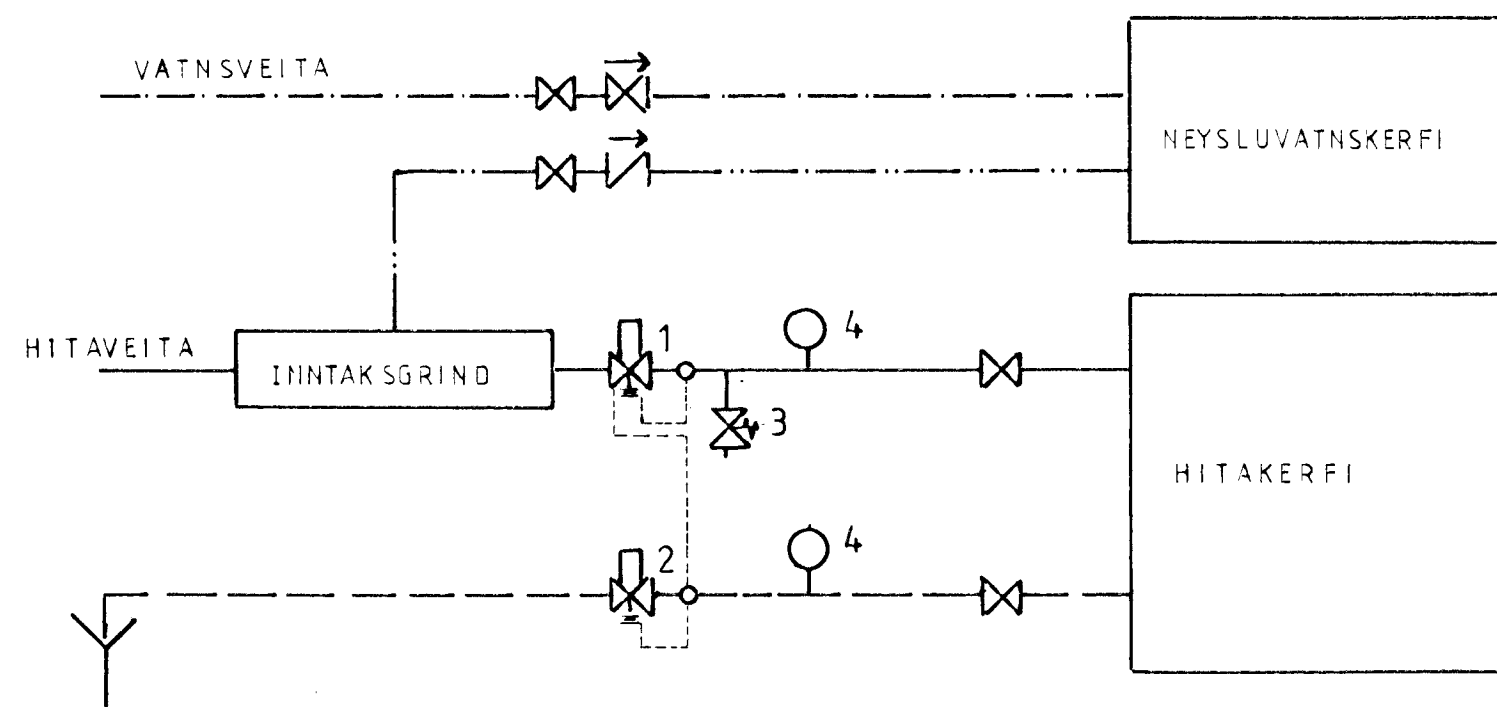 VATNSVEITA
NEYSLUVATNSKERFI
HITAVEITA
INNTAKSGRIND
1
4
3
HITAKERFI
2
4